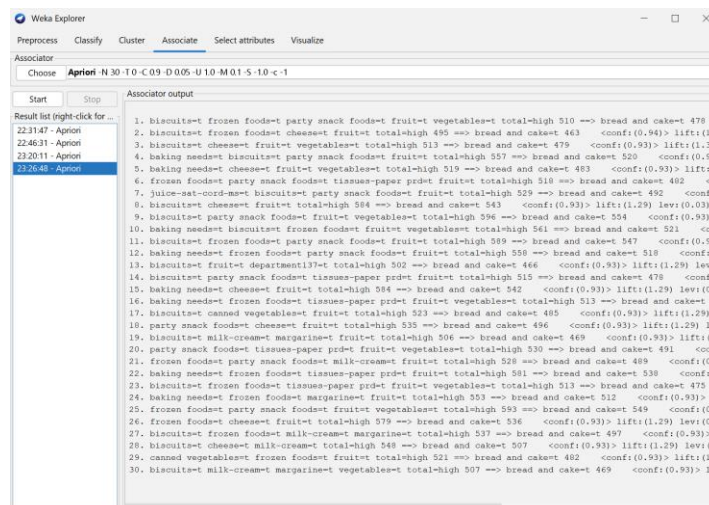 Weka Explorer
Preprocess Classify Cluster Associate Select attributes Visualize
Associator
Choose Apriori -N 30 -T 0 -C 0.9 -D 0.05 -U 1.0 -M 0.1 -S -1.0 -c -1
Start Stop
Result list (right-click for ...
22:31:47 - Apriori
22:46:31 - Apriori
23:20:11 - Apriori
23:26:48 - Apriori
Associator output
1. biscuits=t frozen foods=t party snack foods=t fruit=t vegetables=t total=high 510 ==> bread and cake=t 478
2. biscuits=t frozen foods=t cheese=t fruit=t total=high 495 ==> bread and cake=t 463 <conf:(0.94)> lift:(1
3. biscuits=t cheese=t fruit=t vegetables=t total=high 513 ==> bread and cake=t 479 <conf:(0.93)> lift:(1.3
4. baking needs=t biscuits=t party snack foods=t fruit=t total=high 557 ==> bread and cake=t 520 <conf:(0.9
5. baking needs=t cheese=t fruit=t vegetables=t total=high 519 ==> bread and cake=t 483 <conf:(0.93)> lift:
6. frozen foods=t party snack foods=t tissues-paper prd=t fruit=t total=high 518 ==> bread and cake=t 482 <
7. juice-sat-cord-ms=t biscuits=t party snack foods=t fruit=t total=high 529 ==> bread and cake=t 492 <conf
8. biscuits=t cheese=t fruit=t total=high 584 ==> bread and cake=t 543 <conf:(0.93)> lift:(1.29) lev:(0.03)
9. biscuits=t party snack foods=t fruit=t vegetables=t total=high 596 ==> bread and cake=t 554 <conf:(0.93)>
10. baking needs=t biscuits=t frozen foods=t fruit=t vegetables=t total=high 561 ==> bread and cake=t 521 <c
11. biscuits=t frozen foods=t party snack foods=t fruit=t total=high 589 ==> bread and cake=t 547 <conf:(0.
12. baking needs=t frozen foods=t party snack foods=t fruit=t total=high 558 ==> bread and cake=t 518 <conf:
13. biscuits=t fruit=t department137=t total=high 502 ==> bread and cake=t 466 <conf:(0.93)> lift:(1.29) lev
14. biscuits=t party snack foods=t tissues-paper prd=t fruit=t total=high 515 ==> bread and cake=t 478 <conf
15. baking needs=t cheese=t fruit=t total=high 584 ==> bread and cake=t 542 <conf:(0.93)> lift:(1.29) lev:(0
16. baking needs=t frozen foods=t tissues-paper prd=t fruit=t vegetables=t total=high 513 ==> bread and cake=t
17. biscuits=t canned vegetables=t fruit=t total=high 523 ==> bread and cake=t 485 <conf:(0.93)> lift:(1.29)
18. party snack foods=t cheese=t fruit=t total=high 535 ==> bread and cake=t 496 <conf:(0.93)> lift:(1.29) l
19. biscuits=t milk-cream=t margarine=t fruit=t total=high 506 ==> bread and cake=t 469 <conf:(0.93)> lift:(
20. party snack foods=t tissues-paper prd=t fruit=t vegetables=t total=high 530 ==> bread and cake=t 491 <co
21. frozen foods=t party snack foods=t milk-cream=t fruit=t total=high 528 ==> bread and cake=t 489 <conf:(0
22. baking needs=t frozen foods=t tissues-paper prd=t fruit=t total=high 581 ==> bread and cake=t 538 <conf:
23. biscuits=t frozen foods=t tissues-paper prd=t fruit=t vegetables=t total=high 513 ==> bread and cake=t 475
24. baking needs=t frozen foods=t margarine=t fruit=t total=high 553 ==> bread and cake=t 512 <conf:(0.93)>
25. frozen foods=t party snack foods=t fruit=t vegetables=t total=high 593 ==> bread and cake=t 549 <conf:(0
26. frozen foods=t cheese=t fruit=t total=high 579 ==> bread and cake=t 536 <conf:(0.93)> lift:(1.29) lev:(0
27. biscuits=t frozen foods=t milk-cream=t margarine=t total=high 537 ==> bread and cake=t 497 <conf:(0.93)>
28. biscuits=t cheese=t milk-cream=t total=high 548 ==> bread and cake=t 507 <conf:(0.93)> lift:(1.29) lev:(
29. canned vegetables=t frozen foods=t fruit=t total=high 521 ==> bread and cake=t 482 <conf:(0.93)> lift:(1
30. biscuits=t milk-cream=t margarine=t vegetables=t total=high 507 ==> bread and cake=t 469 <conf:(0.93)> l